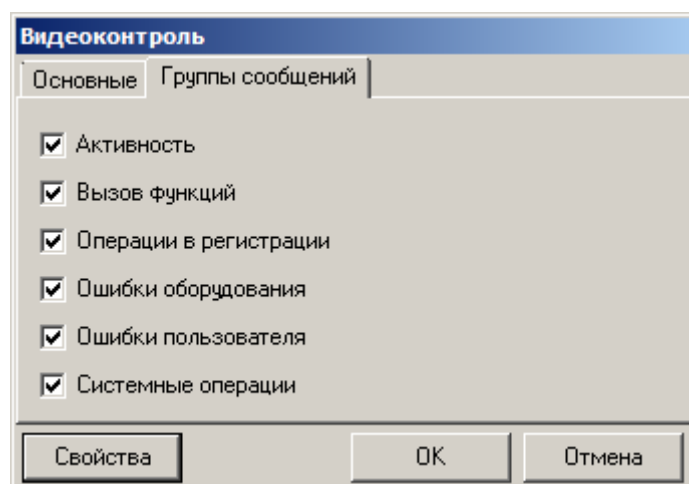 Видеоконтроль
Основные Группы сообщений
Активность
Вызов функций
Операции в регистрации
Ошибки оборудования
Ошибки пользователя
Системные операции
Свойства OK Отмена